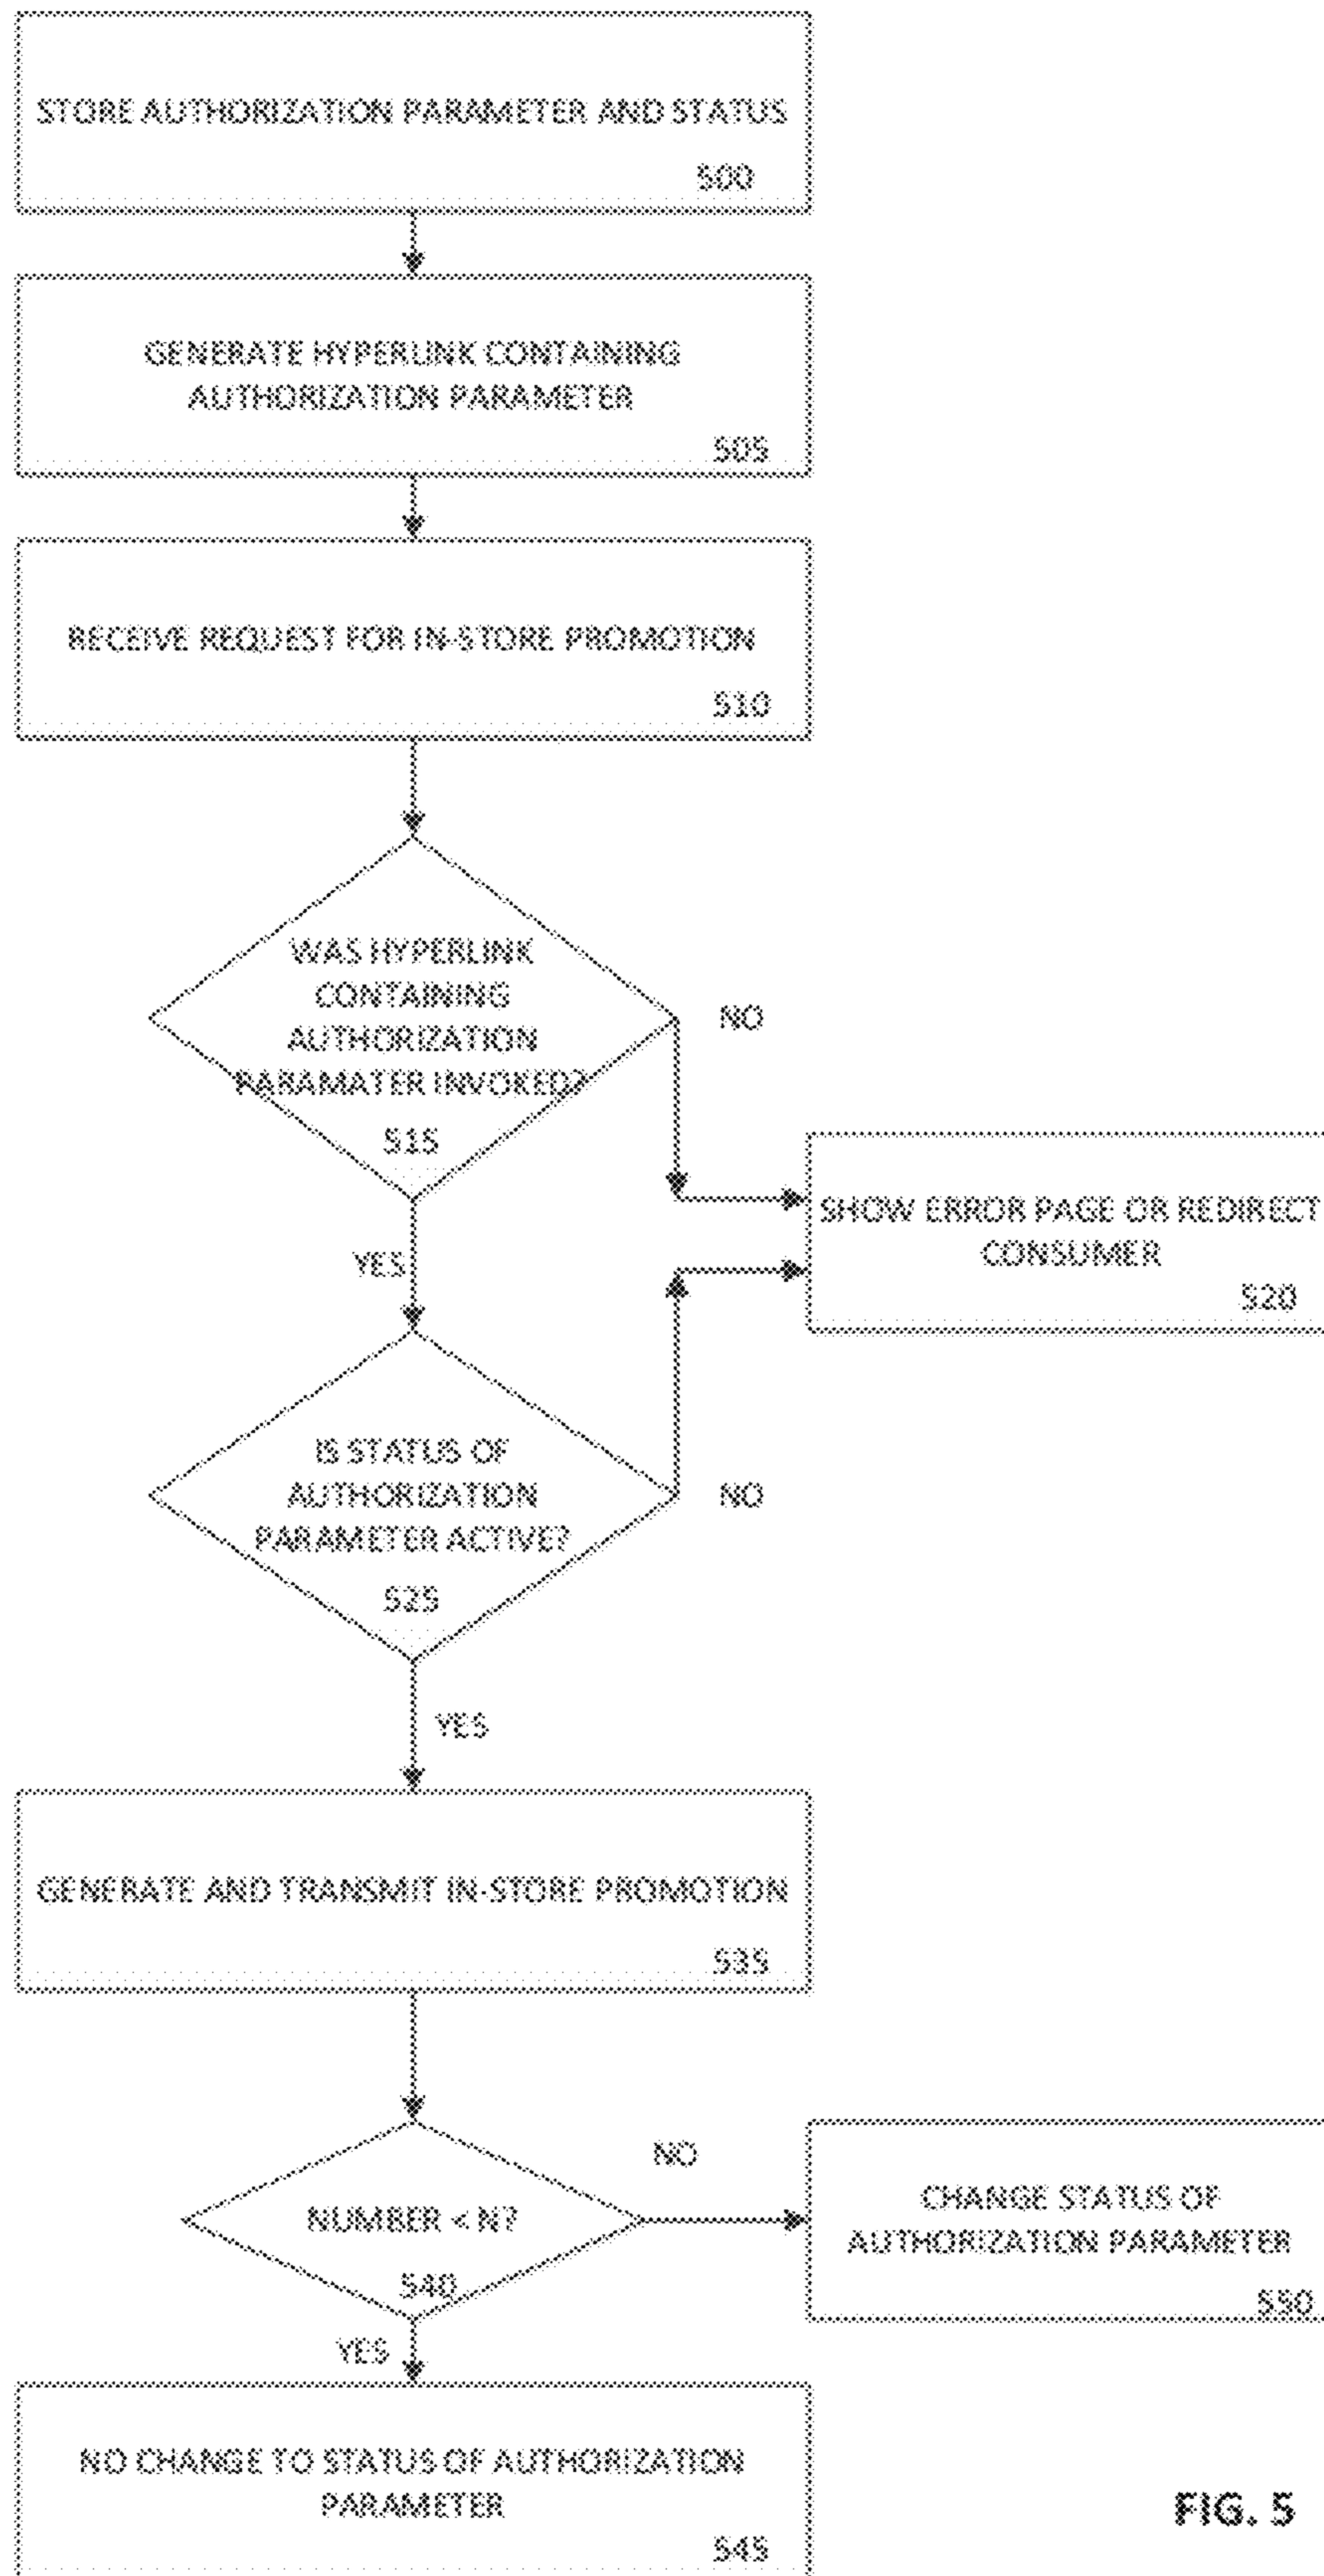 STORE AUTHORIZATION PARAMETER AND STATUS
500
GENERATE HYPERLINK CONTAINING
AUTHORIZATION PARAMETER
505
RECEIVE REQUEST FOR IN-STORE PROMOTION
510
WAS HYPERLINK
CONTAINING
AUTHORIZATION
PARAMATER INVOKED?
515
NO
SHOW ERROR PAGE OR REDIRECT
CONSUMER
520
YES
IS STATUS OF
AUTHORIZATION
PARAMETER ACTIVE?
525
NO
YES
GENERATE AND TRANSMIT IN-STORE PROMOTION
535
NUMBER < N?
540
NO
CHANGE STATUS OF
AUTHORIZATION PARAMETER
550
YES
NO CHANGE TO STATUS OF AUTHORIZATION
PARAMETER
545
FIG. 5